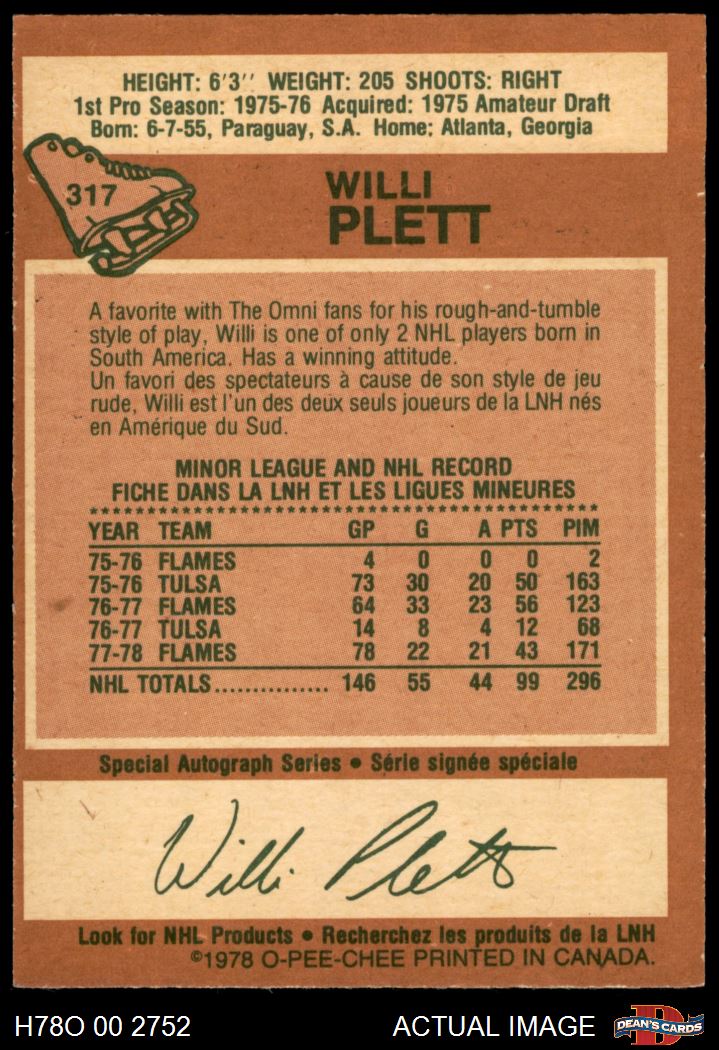 HEIGHT: 6'3'' WEIGHT: 205 SHOOTS: RIGHT
1st Pro Season: 1975-76 Acquired: 1975 Amateur Draft
Born: 6-7-55, Paraguay, S.A. Home: Atlanta, Georgia
317
WILLI
PLETT
A favorite with The Omni fans for his rough-and-tumble
style of play, Willi is one of only 2 NHL players born in
South America. Has a winning attitude.
Un favori des spectateurs à cause de son style de jeu
rude, Willi est l'un des deux seuls joueurs de la LNH nés
en Amérique du Sud.
MINOR LEAGUE AND NHL RECORD
FICHE DANS LA LNH ET LES LIGUES MINEURES
YEAR TEAM GP G A PTS PIM
75-76 FLAMES 4 0 0 0 2
75-76 TULSA 73 30 20 50 163
76-77 FLAMES 64 33 23 56 123
76-77 TULSA 14 8 4 12 68
77-78 FLAMES 78 22 21 43 171
NHL TOTALS............... 146 55 44 99 296
Special Autograph Series • Série signée spéciale
Willi Plett
Look for NHL Products • Recherchez les produits de la LNH
©1978 O-PEE-CHEE PRINTED IN CANADA.
H78O 00 2752 ACTUAL IMAGE D DEAN'S CARDS